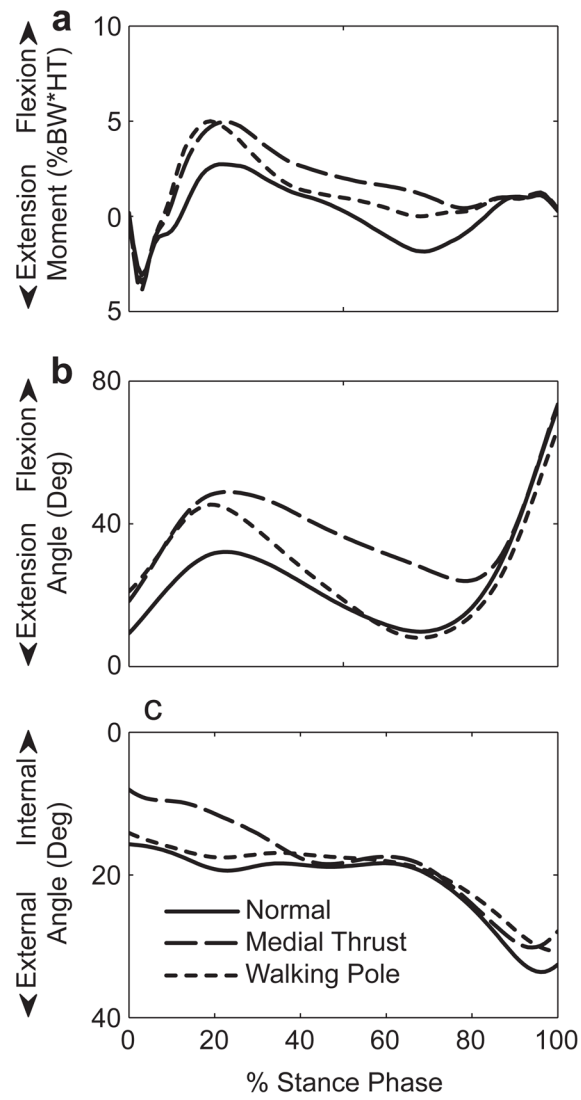 a
Extension Flexion
Moment (%BW*HT)
10
5
0
5
b
Extension Flexion
Angle (Deg)
80
40
0
c
External Internal
Angle (Deg)
0
20
40
Normal
Medial Thrust
Walking Pole
0 20 40 60 80 100
% Stance Phase